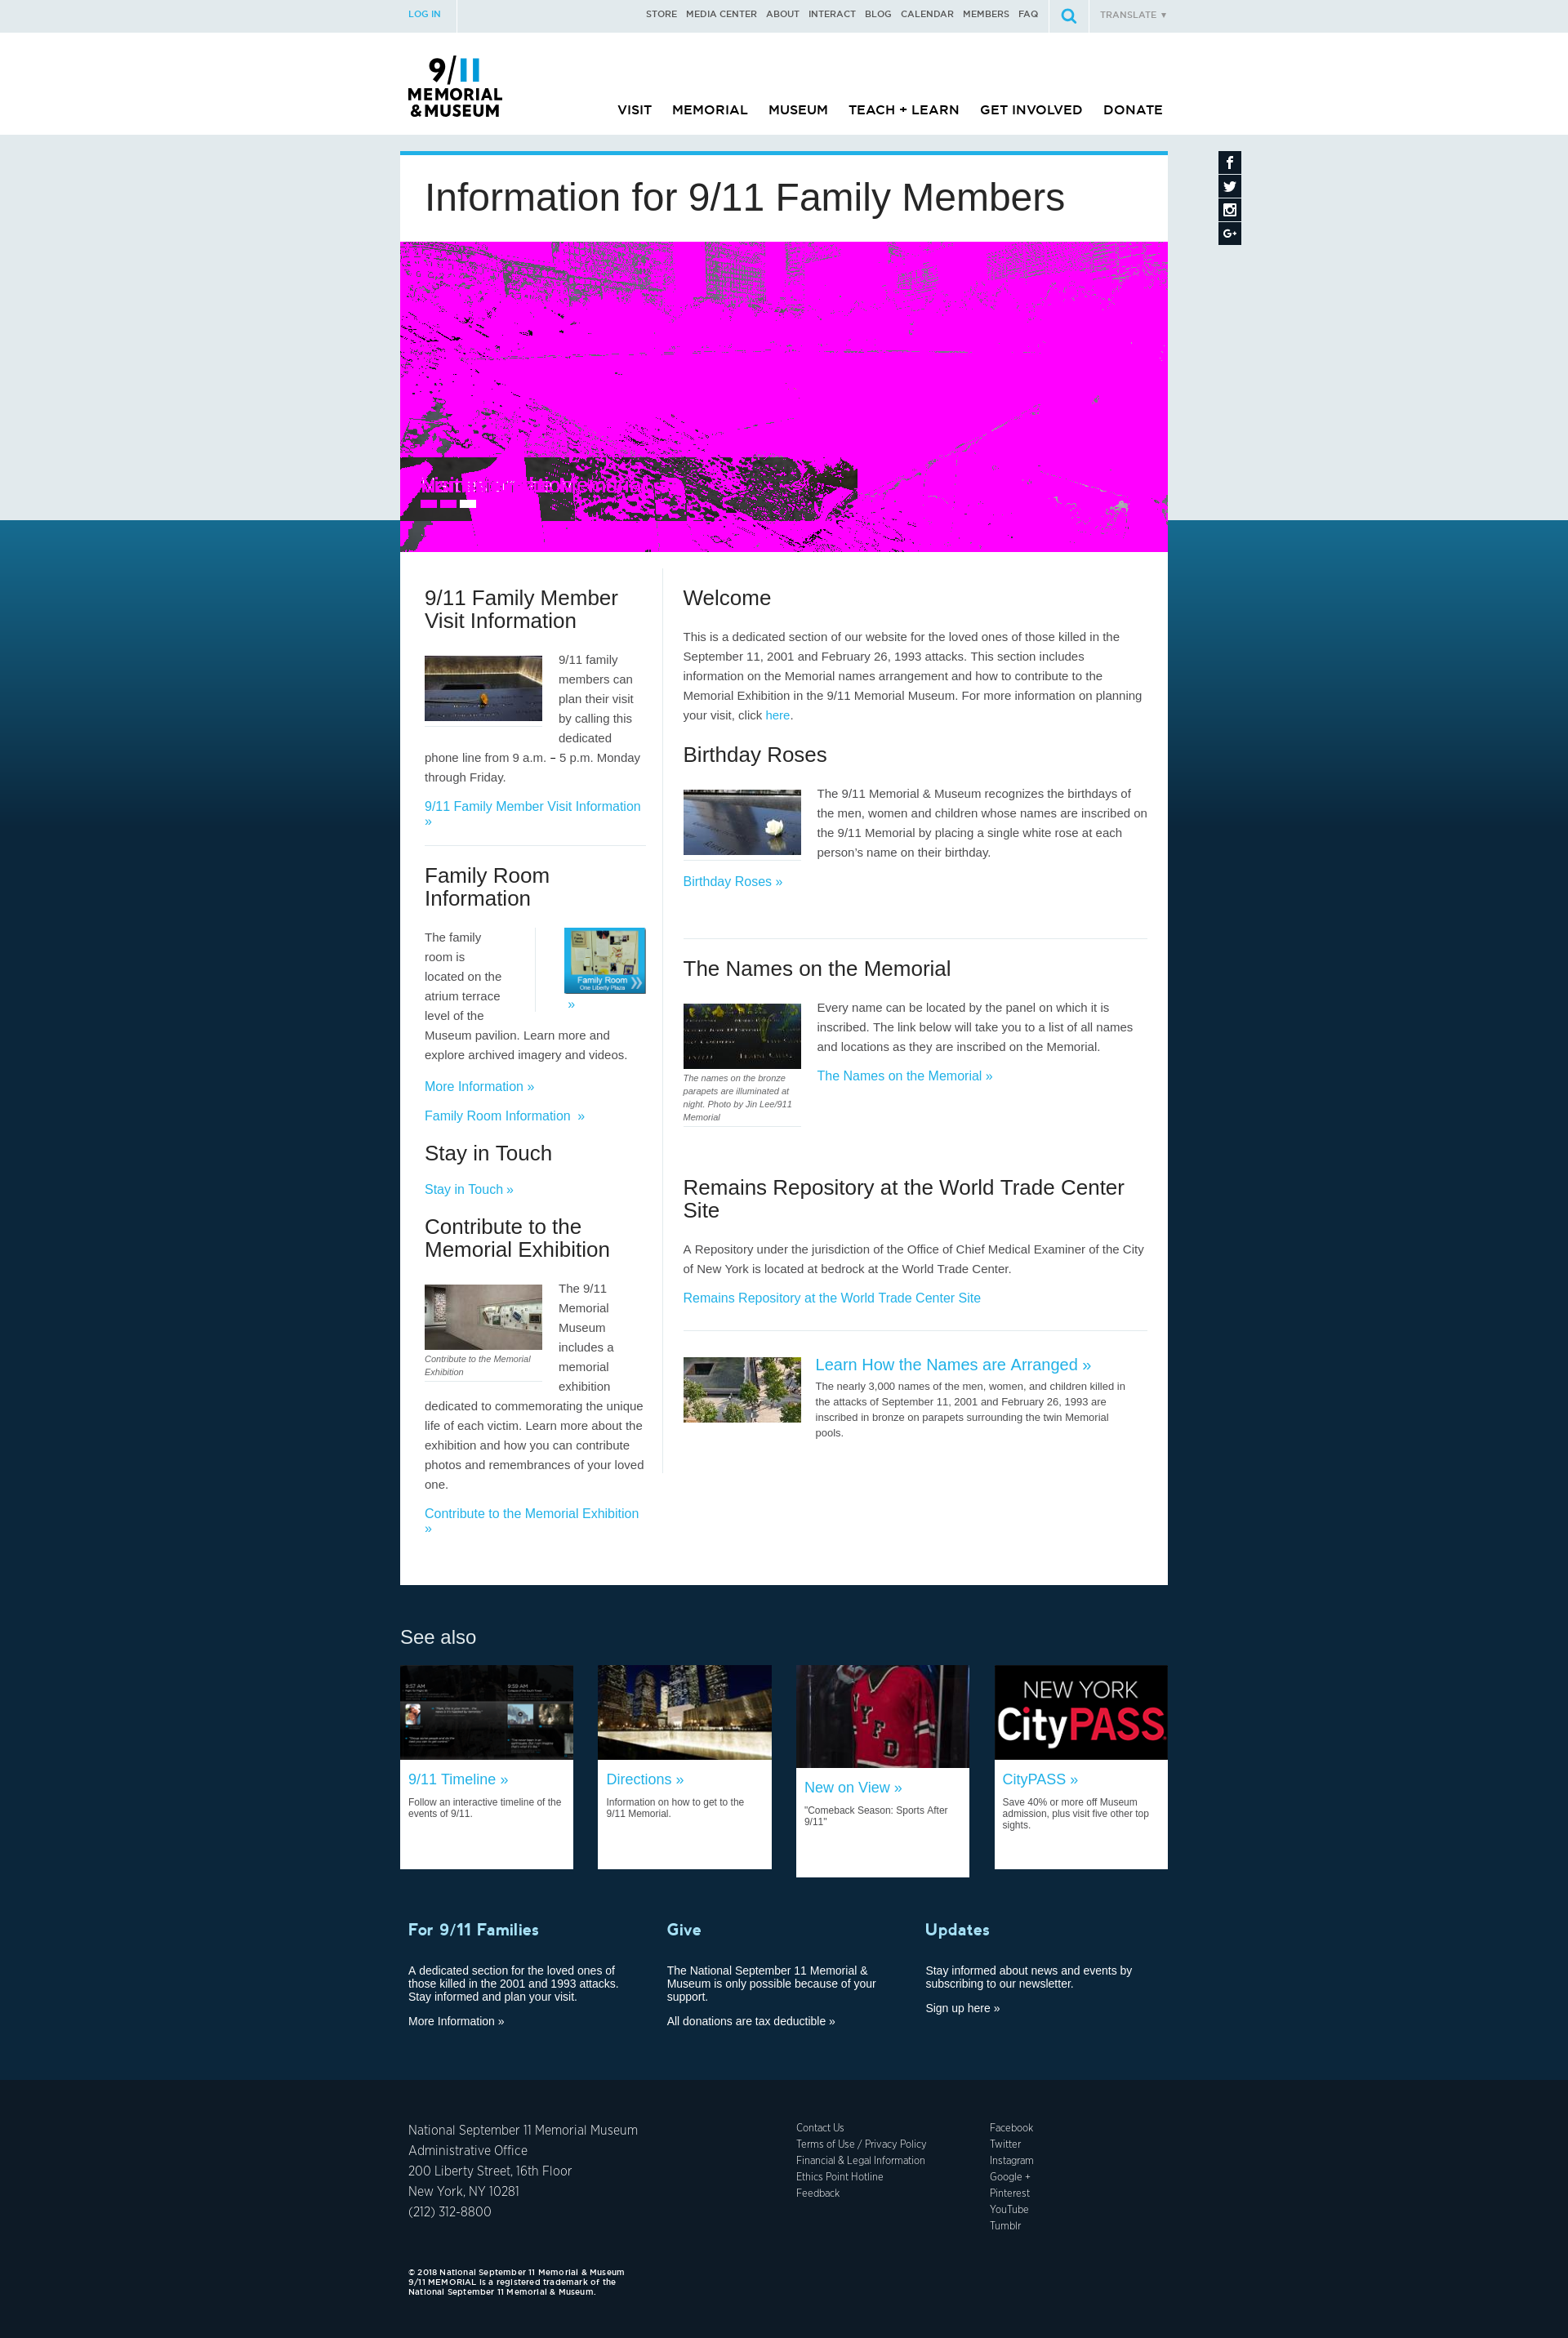 LOG IN
STORE MEDIA CENTER ABOUT INTERACT BLOG CALENDAR MEMBERS FAQ
TRANSLATE ▼
9/11
MEMORIAL
& MUSEUM
VISIT MEMORIAL MUSEUM TEACH + LEARN GET INVOLVED DONATE
Information for 9/11 Family Members
9/11 Family Member
Visit Information
9/11 family
members can
plan their visit
by calling this
dedicated
phone line from 9 a.m. – 5 p.m. Monday
through Friday.
9/11 Family Member Visit Information
»
Family Room
Information
The family
room is
located on the
atrium terrace
level of the
Museum pavilion. Learn more and
explore archived imagery and videos.
Family Room
One Liberty Plaza
»
More Information »
Family Room Information »
Stay in Touch
Stay in Touch »
Contribute to the
Memorial Exhibition
The 9/11
Memorial
Museum
includes a
memorial
exhibition
Contribute to the Memorial
Exhibition
dedicated to commemorating the unique
life of each victim. Learn more about the
exhibition and how you can contribute
photos and remembrances of your loved
one.
Contribute to the Memorial Exhibition
»
Welcome
This is a dedicated section of our website for the loved ones of those killed in the
September 11, 2001 and February 26, 1993 attacks. This section includes
information on the Memorial names arrangement and how to contribute to the
Memorial Exhibition in the 9/11 Memorial Museum. For more information on planning
your visit, click here.
Birthday Roses
The 9/11 Memorial & Museum recognizes the birthdays of
the men, women and children whose names are inscribed on
the 9/11 Memorial by placing a single white rose at each
person’s name on their birthday.
Birthday Roses »
The Names on the Memorial
Every name can be located by the panel on which it is
inscribed. The link below will take you to a list of all names
and locations as they are inscribed on the Memorial.
The Names on the Memorial »
The names on the bronze
parapets are illuminated at
night. Photo by Jin Lee/911
Memorial
Remains Repository at the World Trade Center
Site
A Repository under the jurisdiction of the Office of Chief Medical Examiner of the City
of New York is located at bedrock at the World Trade Center.
Remains Repository at the World Trade Center Site
Learn How the Names are Arranged »
The nearly 3,000 names of the men, women, and children killed in
the attacks of September 11, 2001 and February 26, 1993 are
inscribed in bronze on parapets surrounding the twin Memorial
pools.
See also
9:57 AM
9:59 AM
NYFD
NEW YORK
CityPASS
9/11 Timeline »
Follow an interactive timeline of the
events of 9/11.
Directions »
Information on how to get to the
9/11 Memorial.
New on View »
"Comeback Season: Sports After
9/11"
CityPASS »
Save 40% or more off Museum
admission, plus visit five other top
sights.
For 9/11 Families
A dedicated section for the loved ones of
those killed in the 2001 and 1993 attacks.
Stay informed and plan your visit.
More Information »
Give
The National September 11 Memorial &
Museum is only possible because of your
support.
All donations are tax deductible »
Updates
Stay informed about news and events by
subscribing to our newsletter.
Sign up here »
National September 11 Memorial Museum
Administrative Office
200 Liberty Street, 16th Floor
New York, NY 10281
(212) 312-8800
Contact Us
Terms of Use / Privacy Policy
Financial & Legal Information
Ethics Point Hotline
Feedback
Facebook
Twitter
Instagram
Google +
Pinterest
YouTube
Tumblr
© 2018 National September 11 Memorial & Museum
9/11 MEMORIAL is a registered trademark of the
National September 11 Memorial & Museum.